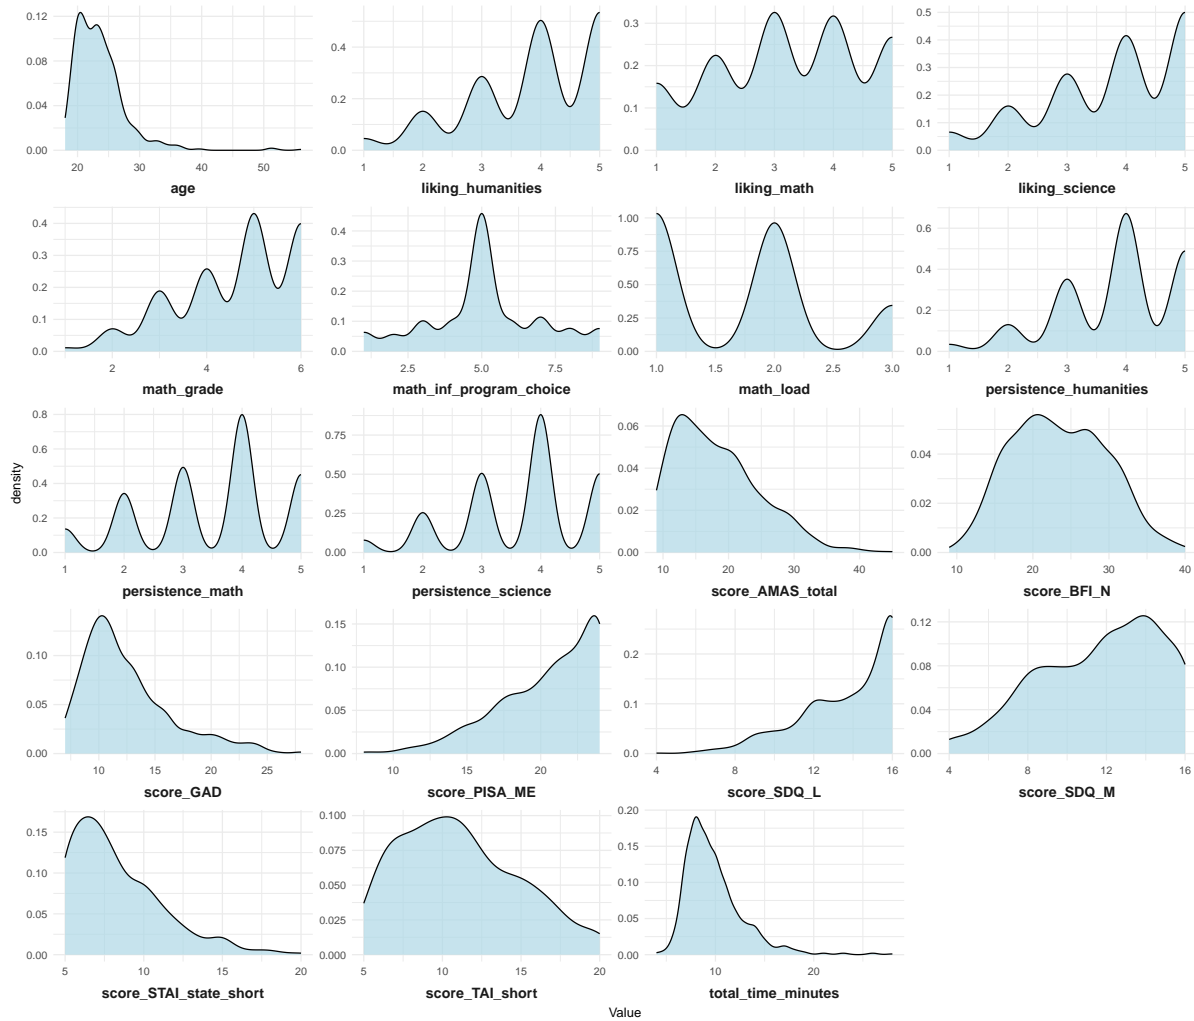 0.12
0.08
0.04
0.00
20 30 40 50
age
0.4
0.2
0.0
1 2 3 4 5
liking_humanities
0.3
0.2
0.1
0.0
1 2 3 4 5
liking_math
0.5
0.4
0.3
0.2
0.1
0.0
1 2 3 4 5
liking_science
0.4
0.3
0.2
0.1
0.0
2 4 6
math_grade
0.4
0.3
0.2
0.1
0.0
2.5 5.0 7.5
math_inf_program_choice
1.00
0.75
0.50
0.25
0.00
1.0 1.5 2.0 2.5 3.0
math_load
0.6
0.4
0.2
0.0
1 2 3 4 5
persistence_humanities
0.8
0.6
0.4
0.2
0.0
1 2 3 4 5
persistence_math
0.75
0.50
0.25
0.00
1 2 3 4 5
persistence_science
0.06
0.04
0.02
0.00
10 20 30 40
score_AMAS_total
0.04
0.02
0.00
10 20 30 40
score_BFI_N
density
0.10
0.05
0.00
10 15 20 25
score_GAD
0.15
0.10
0.05
0.00
10 15 20
score_PISA_ME
0.2
0.1
0.0
4 8 12 16
score_SDQ_L
0.12
0.08
0.04
0.00
4 8 12 16
score_SDQ_M
0.15
0.10
0.05
0.00
5 10 15 20
score_STAI_state_short
0.100
0.075
0.050
0.025
0.000
5 10 15 20
score_TAI_short
0.20
0.15
0.10
0.05
0.00
10 20
total_time_minutes
Value